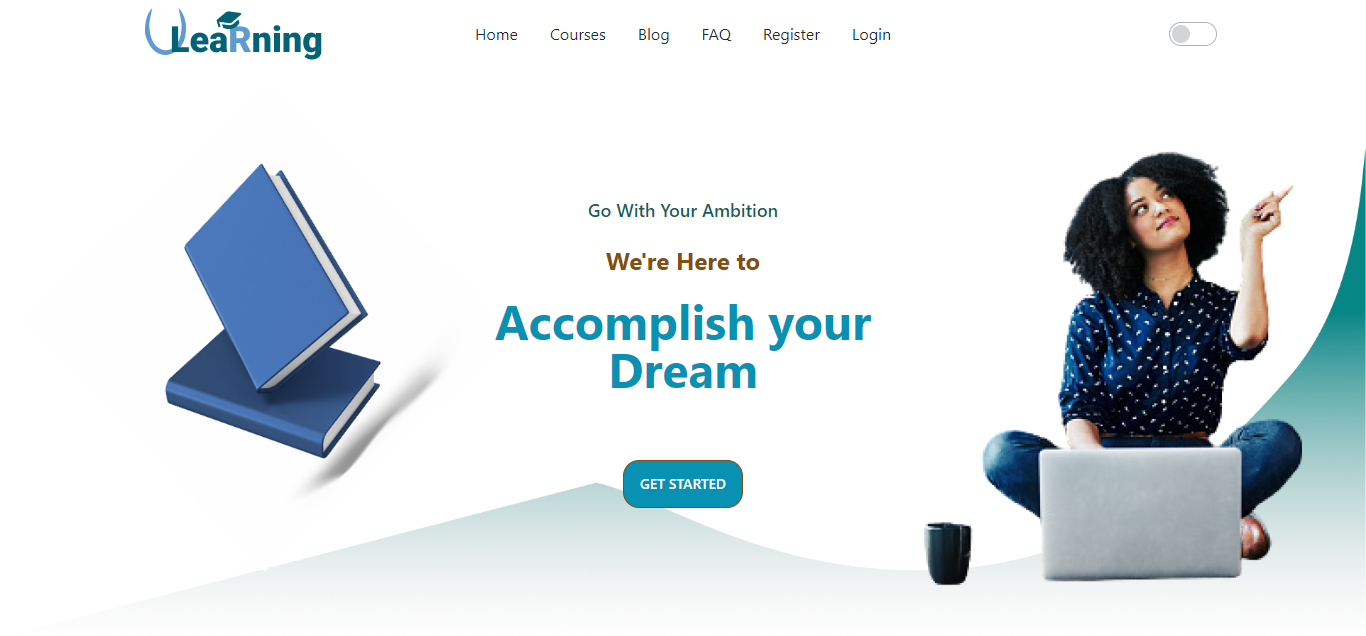 ULeaRning
Home
Courses
Blog
FAQ
Register
Login
Go With Your Ambition
We're Here to
Accomplish your
Dream
GET STARTED